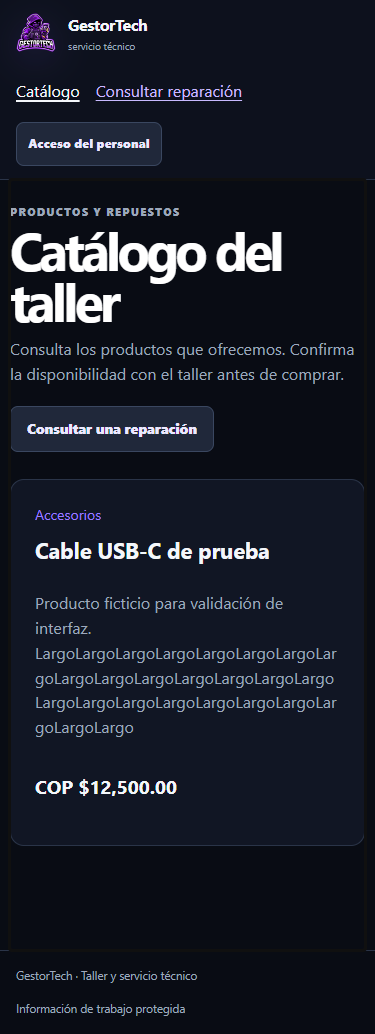 GESTORTECH
GestorTech
servicio técnico
Catálogo
Consultar reparación
Acceso del personal
PRODUCTOS Y REPUESTOS
Catálogo del
taller
Consulta los productos que ofrecemos. Confirma
la disponibilidad con el taller antes de comprar.
Consultar una reparación
Accesorios
Cable USB-C de prueba
Producto ficticio para validación de
interfaz.
LargoLargoLargoLargoLargoLargoLargoLar
goLargoLargoLargoLargoLargoLargoLargo
LargoLargoLargoLargoLargoLargoLargoLar
goLargoLargo
COP $12,500.00
GestorTech · Taller y servicio técnico
Información de trabajo protegida